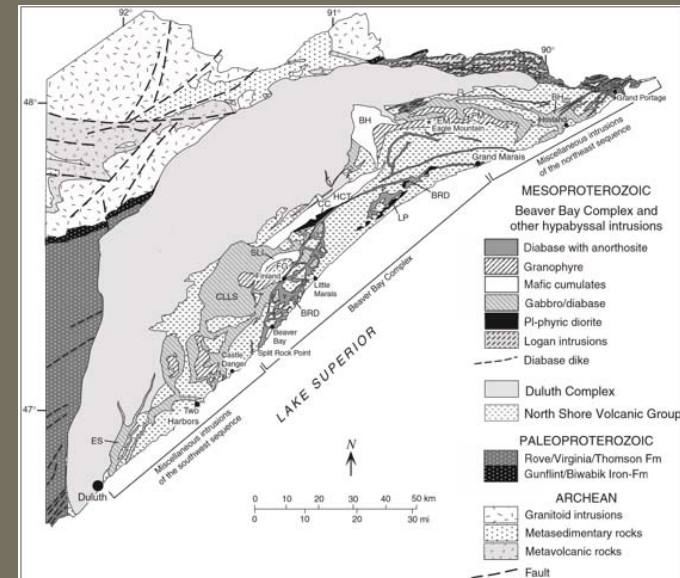 92°
91°
90°
48°
48°
47°
47°
BH
EM
Eagle Mountain
BH
Hovland
Grand Portage
Grand Marais
Miscellaneous intrusions
of the northeast sequence
HCT
CC
BRD
LP
SLI
FG
Finland
Little
Marais
CLLS
BRD
Beaver
Bay
Beaver Bay Complex
Split Rock Point
Castle
Danger
Two
Harbors
Miscellaneous intrusions
of the southwest sequence
ES
Duluth
LAKE SUPERIOR
N
0 10 20 30 40 50 km
0 10 20 30 mi
MESOPROTEROZOIC
Beaver Bay Complex and
other hypabyssal intrusions
Diabase with anorthosite
Granophyre
Mafic cumulates
Gabbro/diabase
Pl-phyric diorite
Logan intrusions
Diabase dike
Duluth Complex
North Shore Volcanic Group
PALEOPROTEROZOIC
Rove/Virginia/Thomson Fm
Gunflint/Biwabik Iron-Fm
ARCHEAN
Granitoid intrusions
Metasedimentary rocks
Metavolcanic rocks
Fault